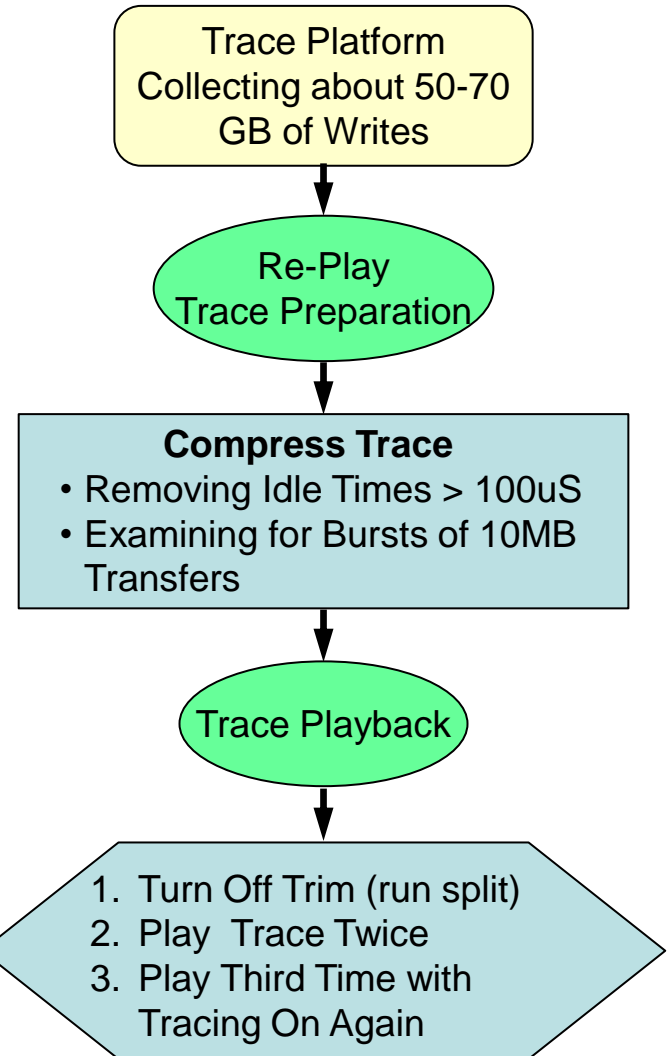 Trace Platform
Collecting about 50-70
GB of Writes
Re-Play
Trace Preparation
Compress Trace
• Removing Idle Times > 100uS
• Examining for Bursts of 10MB
Transfers
Trace Playback
1. Turn Off Trim (run split)
2. Play Trace Twice
3. Play Third Time with
Tracing On Again